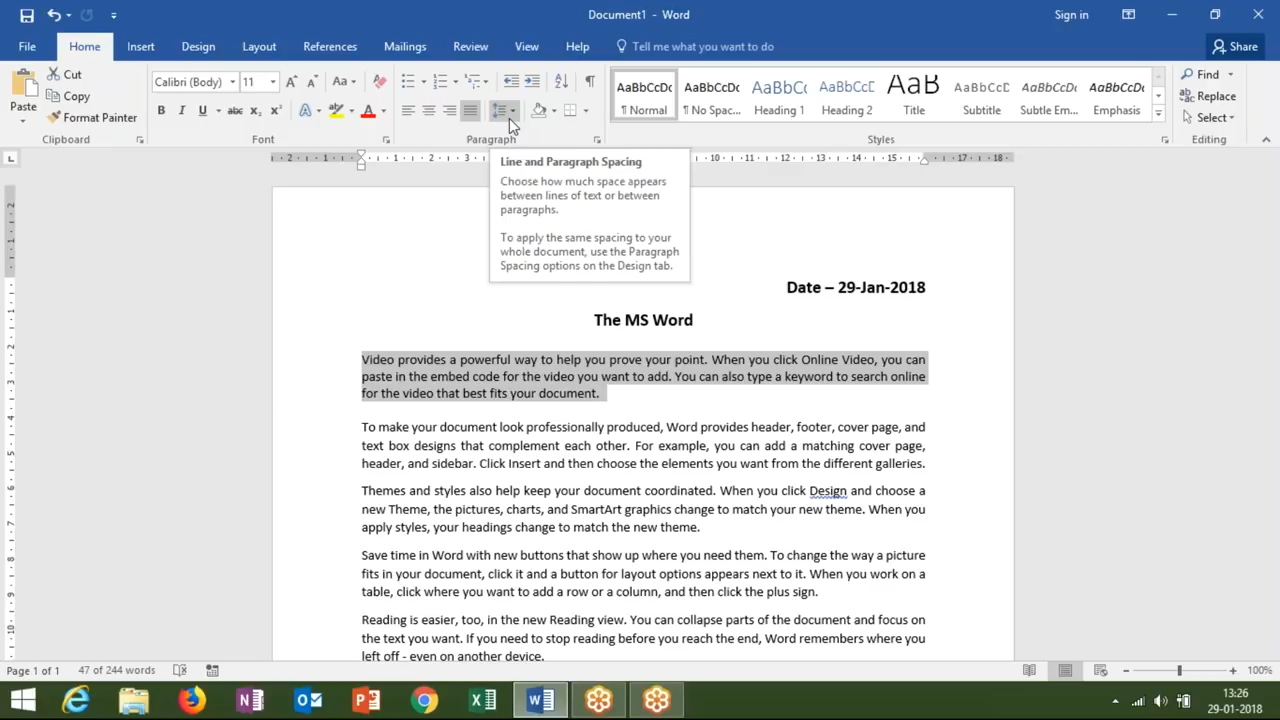 Document1 - Word
Sign in
File Home Insert Design Layout References Mailings Review View Help Tell me what you want to do Share
Paste
Cut
Copy
Format Painter
Clipboard
Calibri (Body) 11
Aa
B I U abc X₂ X² A A
Font
Paragraph
AaBbCcDc AaBbCcDc AaBbCc AaBbCcE AaB AaBbCcD AaBbCcDc AaBbCcDc
¶ Normal ¶ No Spac... Heading 1 Heading 2 Title Subtitle Subtle Em... Emphasis
Styles
Find
Replace
Select
Editing
Line and Paragraph Spacing
Choose how much space appears
between lines of text or between
paragraphs.
To apply the same spacing to your
whole document, use the Paragraph
Spacing options on the Design tab.
Date – 29-Jan-2018
The MS Word
Video provides a powerful way to help you prove your point. When you click Online Video, you can
paste in the embed code for the video you want to add. You can also type a keyword to search online
for the video that best fits your document.
To make your document look professionally produced, Word provides header, footer, cover page, and
text box designs that complement each other. For example, you can add a matching cover page,
header, and sidebar. Click Insert and then choose the elements you want from the different galleries.
Themes and styles also help keep your document coordinated. When you click Design and choose a
new Theme, the pictures, charts, and SmartArt graphics change to match your new theme. When you
apply styles, your headings change to match the new theme.
Save time in Word with new buttons that show up where you need them. To change the way a picture
fits in your document, click it and a button for layout options appears next to it. When you work on a
table, click where you want to add a row or a column, and then click the plus sign.
Reading is easier, too, in the new Reading view. You can collapse parts of the document and focus on
the text you want. If you need to stop reading before you reach the end, Word remembers where you
left off - even on another device.
Page 1 of 1 47 of 244 words
100%
13:26
29-01-2018